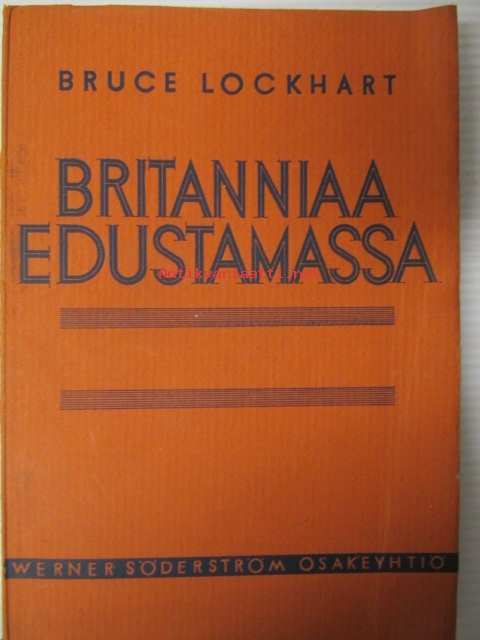 BRUCE LOCKHART
BRITANNIAA
EDUSTAMASSA
WERNER SÖDERSTRÖM OSAKEYHTIÖ